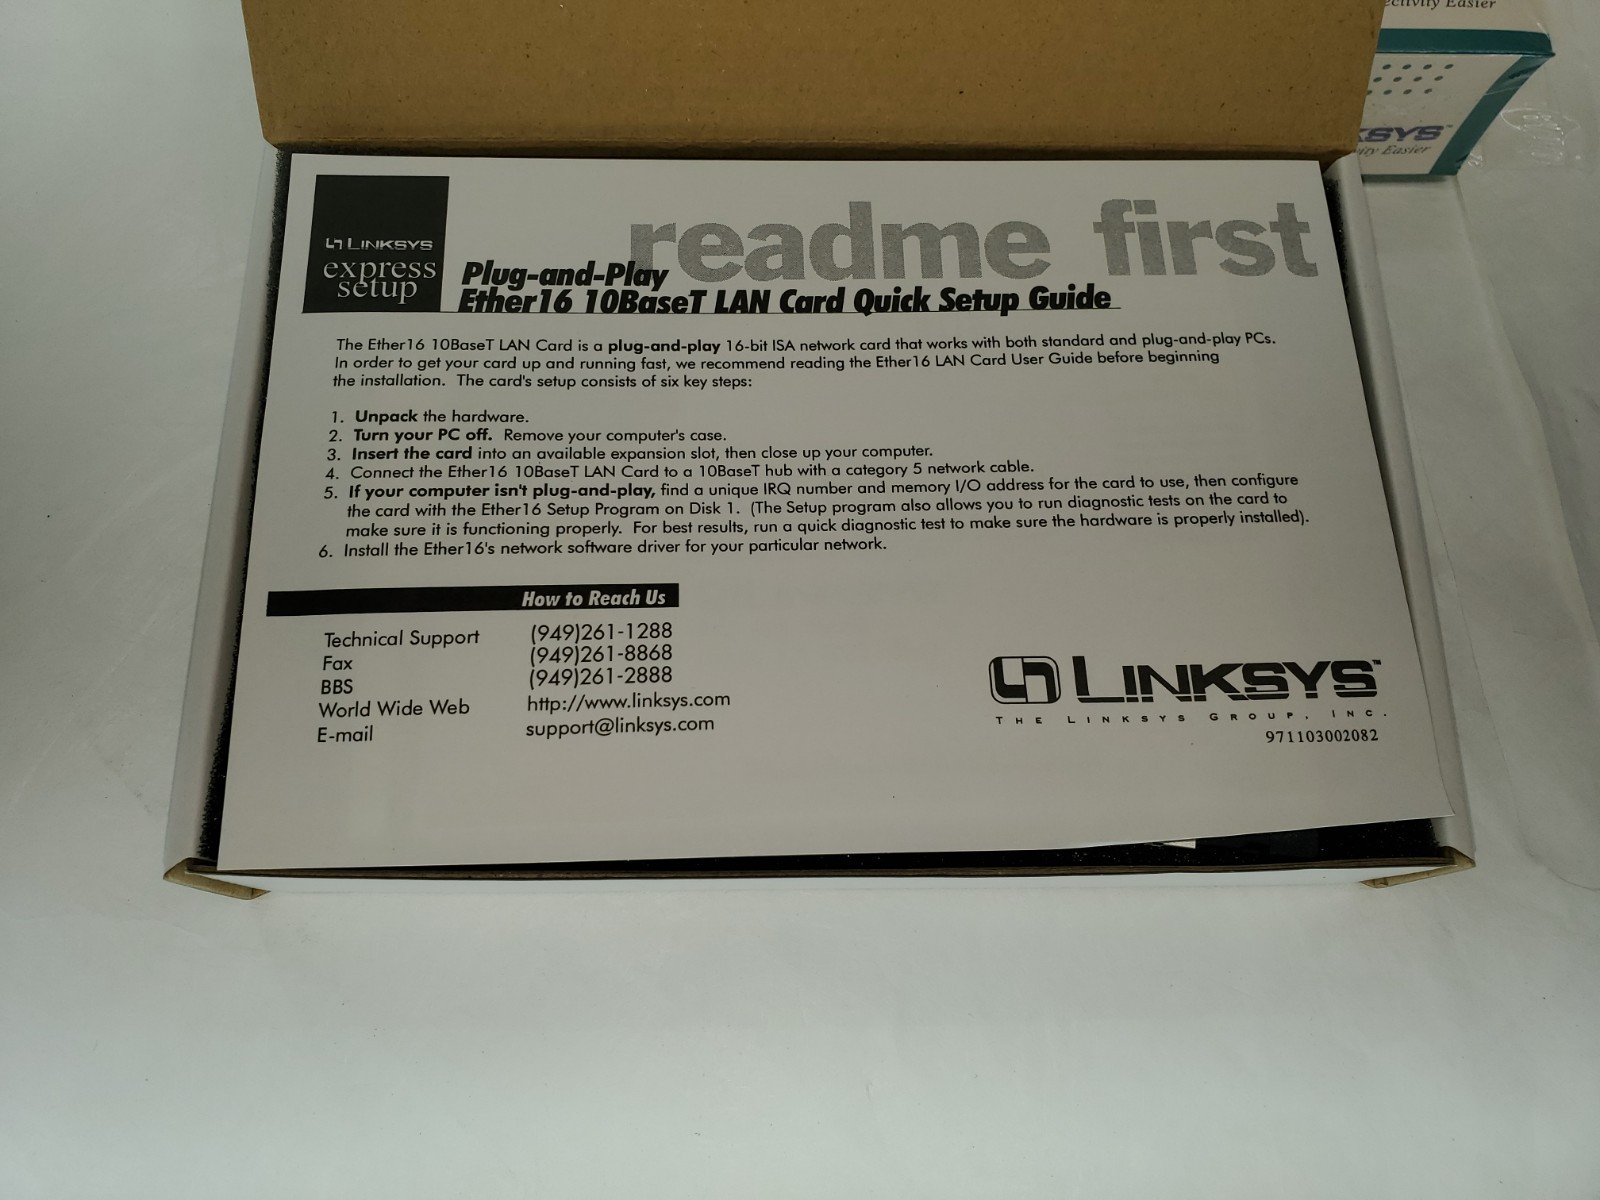 ectivity Easier
KSYS™
ity Easier
LINKSYS
express
setup
readme first
Plug-and-Play
Ether16 10BaseT LAN Card Quick Setup Guide
The Ether16 10BaseT LAN Card is a plug-and-play 16-bit ISA network card that works with both standard and plug-and-play PCs.
In order to get your card up and running fast, we recommend reading the Ether16 LAN Card User Guide before beginning
the installation. The card's setup consists of six key steps:
1. Unpack the hardware.
2. Turn your PC off. Remove your computer's case.
3. Insert the card into an available expansion slot, then close up your computer.
4. Connect the Ether16 10BaseT LAN Card to a 10BaseT hub with a category 5 network cable.
5. If your computer isn't plug-and-play, find a unique IRQ number and memory I/O address for the card to use, then configure
the card with the Ether16 Setup Program on Disk 1. (The Setup program also allows you to run diagnostic tests on the card to
make sure it is functioning properly. For best results, run a quick diagnostic test to make sure the hardware is properly installed).
6. Install the Ether16's network software driver for your particular network.
How to Reach Us
Technical Support (949)261-1288
Fax (949)261-8868
BBS (949)261-2888
World Wide Web http://www.linksys.com
E-mail support@linksys.com
LINKSYS™
THE LINKSYS GROUP, INC.
971103002082